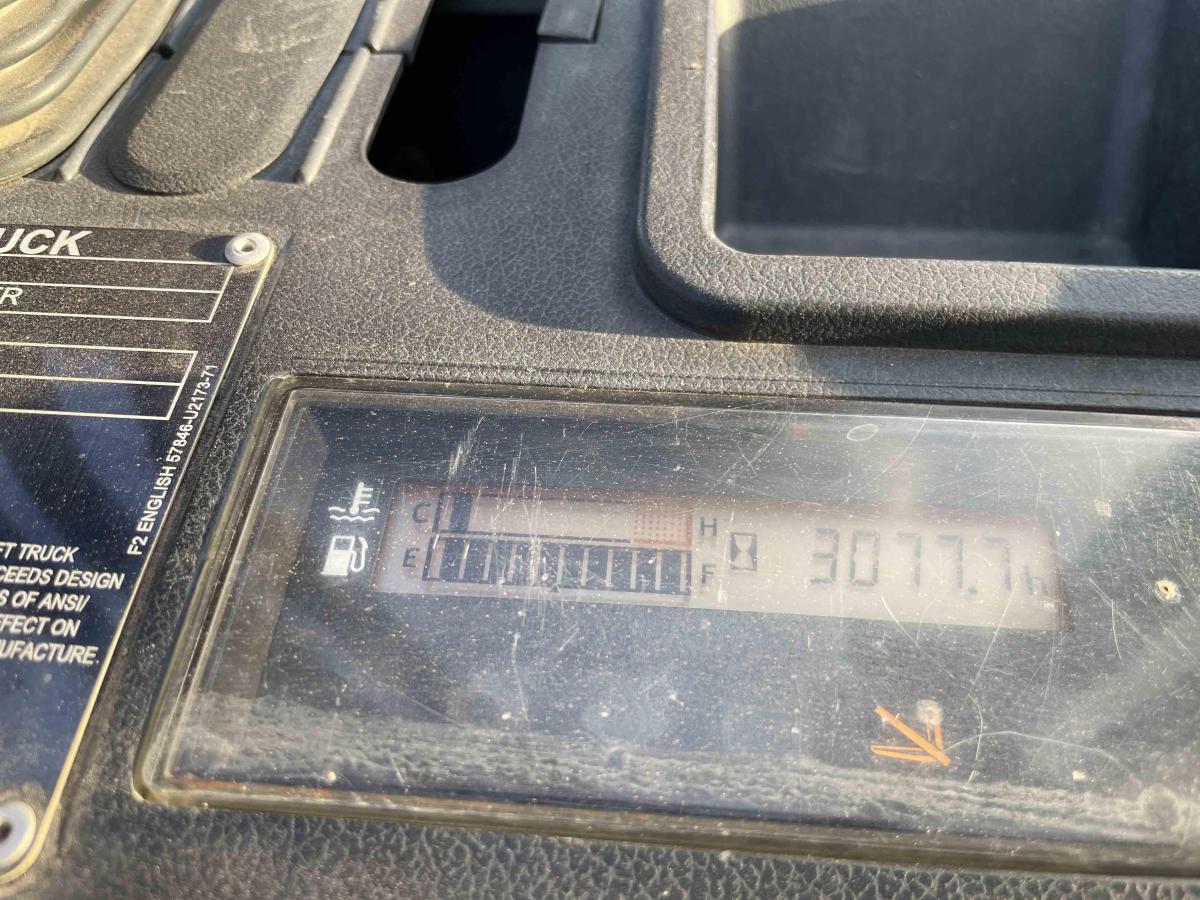 UCK
R
F2 ENGLISH 57846-U2173-71
FT TRUCK
CEEDS DESIGN
S OF ANSI/
FFECT ON
UFACTURE.
C H
E F
3077.7h